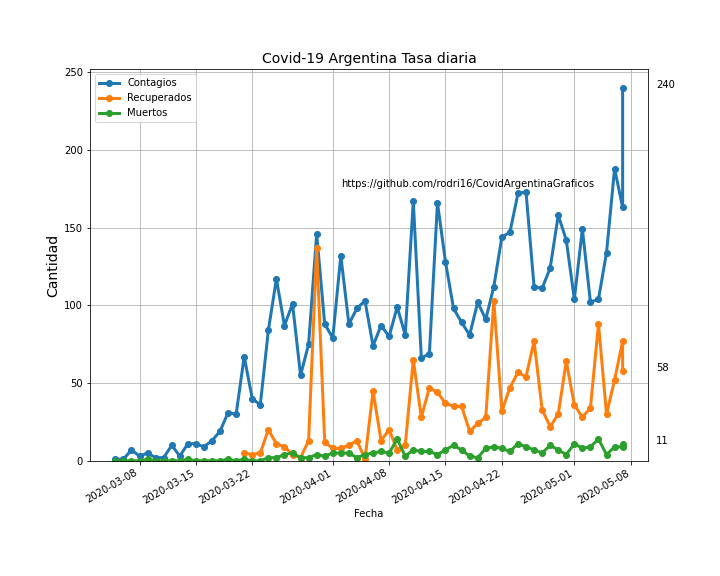 Covid-19 Argentina Tasa diaria
250
200
150
100
50
0
Cantidad
Contagios
Recuperados
Muertos
https://github.com/rodri16/CovidArgentinaGraficos
240
58
11
2020-03-08
2020-03-15
2020-03-22
2020-04-01
2020-04-08
2020-04-15
2020-04-22
2020-05-01
2020-05-08
Fecha